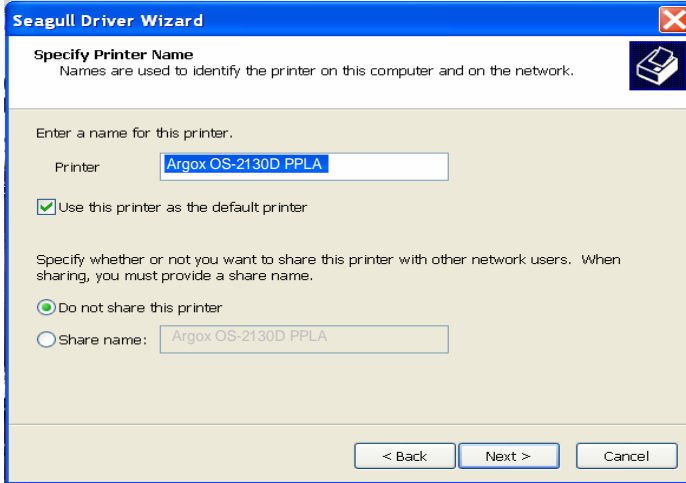 Seagull Driver Wizard
Specify Printer Name
Names are used to identify the printer on this computer and on the network.
Enter a name for this printer.
Printer
Argox OS-2130D PPLA
Use this printer as the default printer
Specify whether or not you want to share this printer with other network users. When
sharing, you must provide a share name.
Do not share this printer
Share name:
Argox OS-2130D PPLA
< Back
Next >
Cancel